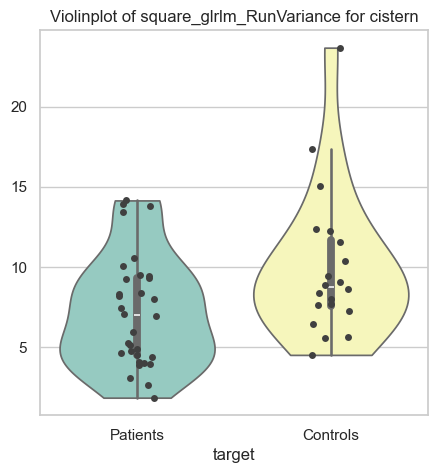 Violinplot of square_glrlm_RunVariance for cistern
20
15
10
5
Patients
Controls
target